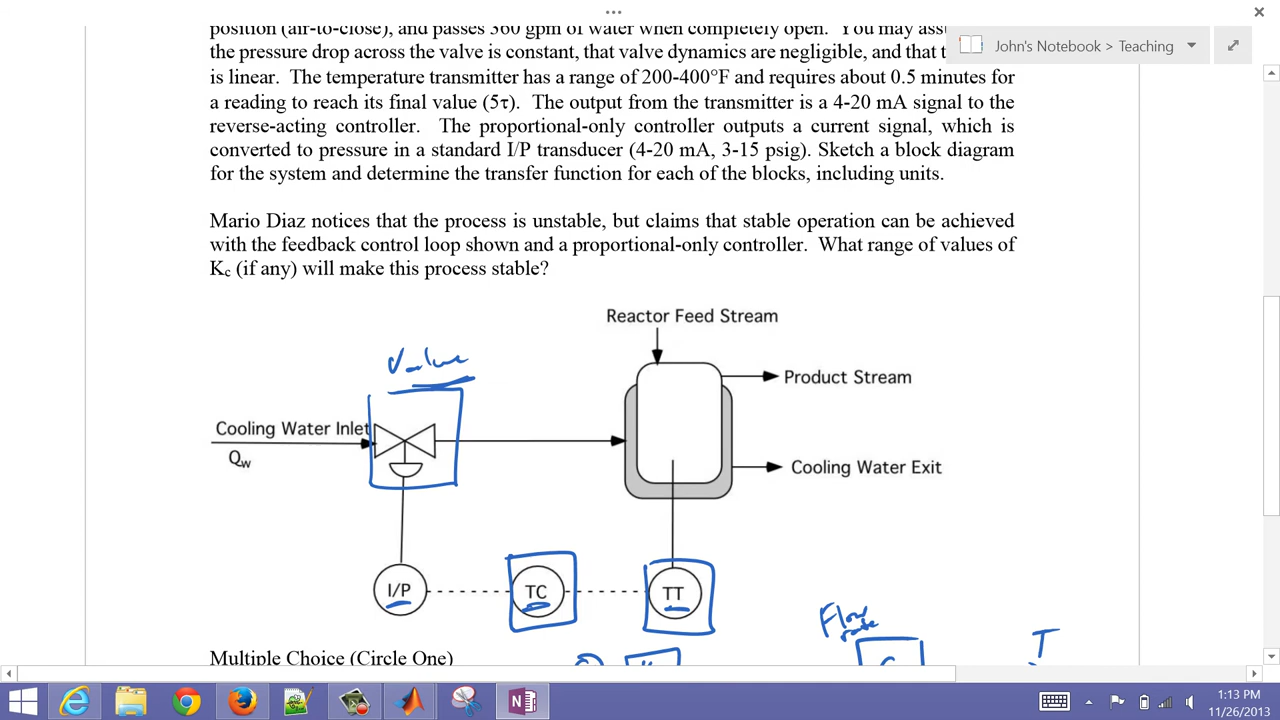 position (air-to-close), and passes 360 gpm of water when completely open. You may ass
John's Notebook > Teaching
the pressure drop across the valve is constant, that valve dynamics are negligible, and that t
is linear. The temperature transmitter has a range of 200-400°F and requires about 0.5 minutes for
a reading to reach its final value (5τ). The output from the transmitter is a 4-20 mA signal to the
reverse-acting controller. The proportional-only controller outputs a current signal, which is
converted to pressure in a standard I/P transducer (4-20 mA, 3-15 psig). Sketch a block diagram
for the system and determine the transfer function for each of the blocks, including units.
Mario Diaz notices that the process is unstable, but claims that stable operation can be achieved
with the feedback control loop shown and a proportional-only controller. What range of values of
Kc (if any) will make this process stable?
Reactor Feed Stream
Valve
Product Stream
Cooling Water Inlet
Qw
Cooling Water Exit
I/P
TC
TT
Flow
rate
T
Multiple Choice (Circle One)
N
1:13 PM
11/26/2013